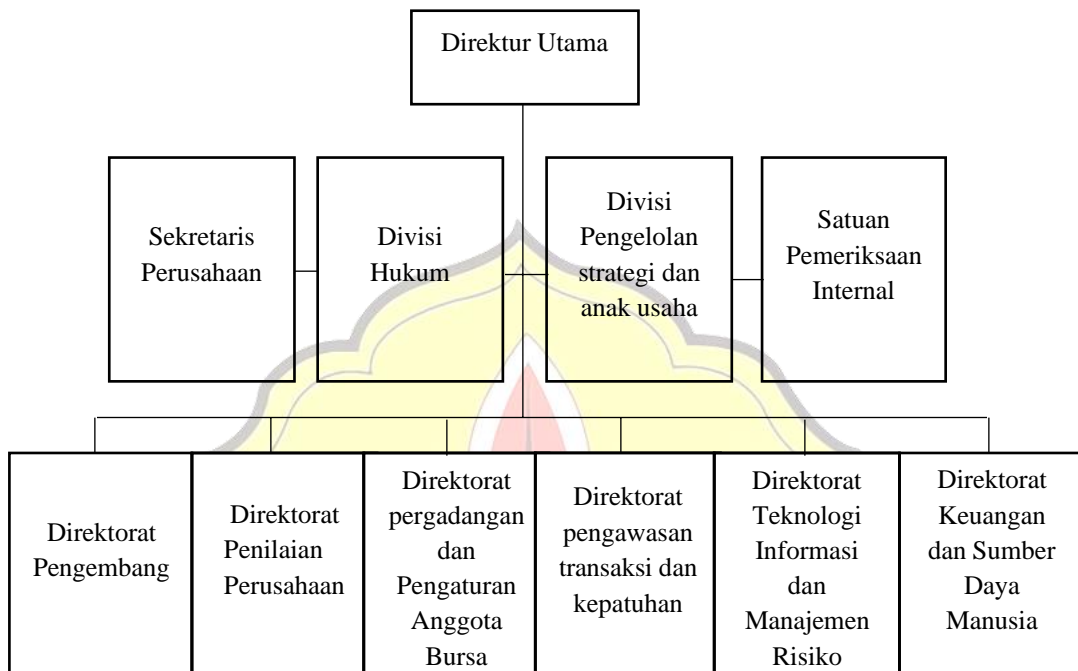 Direktur Utama
Sekretaris
Perusahaan
Divisi
Hukum
Divisi
Pengelolan
strategi dan
anak usaha
Satuan
Pemeriksaan
Internal
Direktorat
Pengembang
Direktorat
Penilaian
Perusahaan
Direktorat
pergadangan
dan
Pengaturan
Anggota
Bursa
Direktorat
pengawasan
transaksi dan
kepatuhan
Direktorat
Teknologi
Informasi
dan
Manajemen
Risiko
Direktorat
Keuangan
dan Sumber
Daya
Manusia